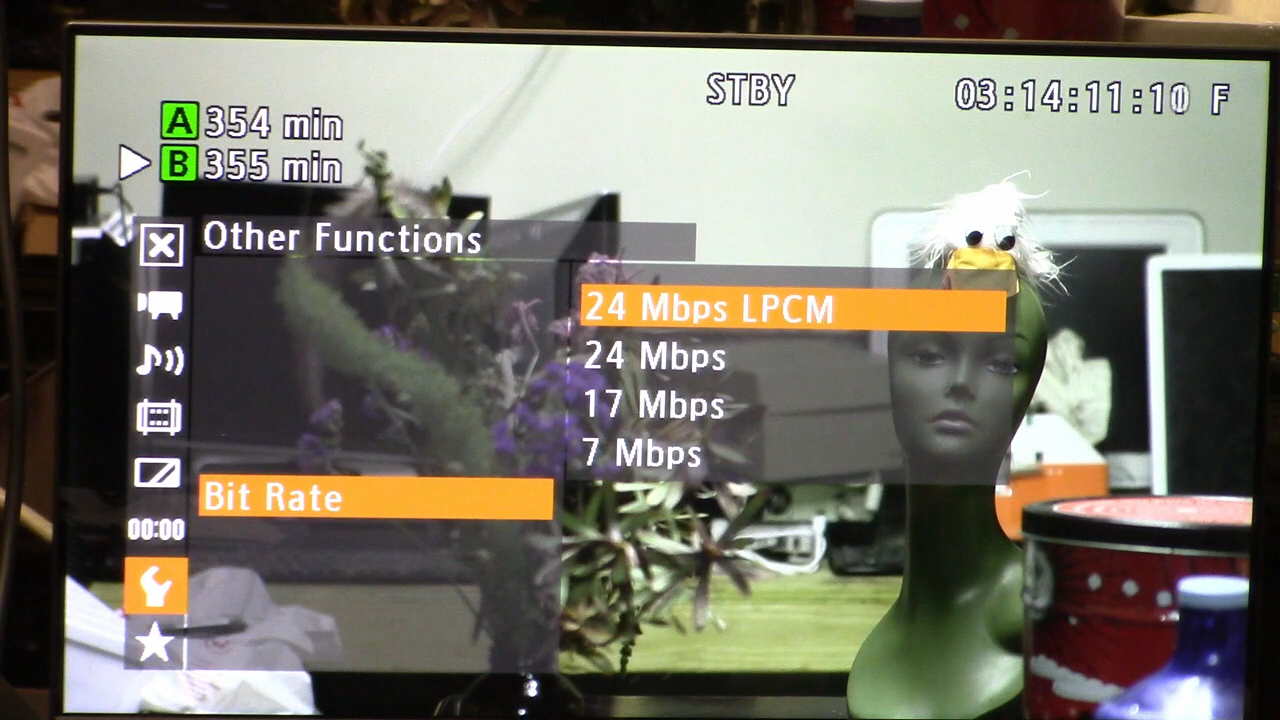 STBY
03:14:11:10 F
A 354 min
B 355 min
Other Functions
24 Mbps LPCM
24 Mbps
17 Mbps
7 Mbps
Bit Rate
00:00